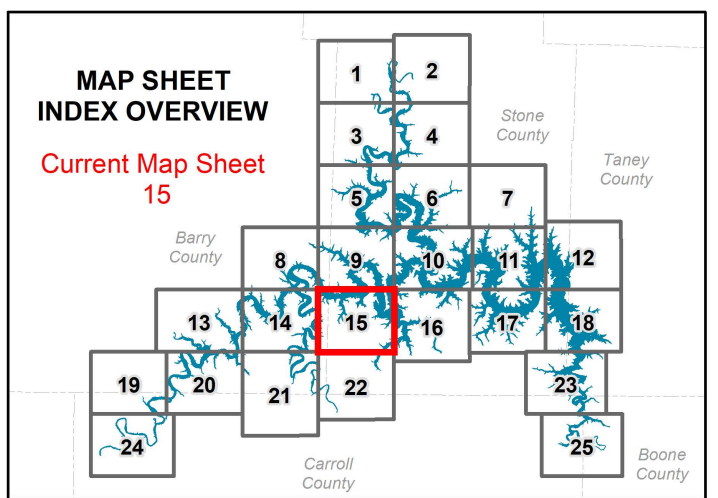 MAP SHEET
INDEX OVERVIEW
Current Map Sheet
15
1
2
3
4
Stone
County
Taney
County
5
6
7
Barry
County
8
9
10
11
12
13
14
15
16
17
18
19
20
21
22
23
24
25
Carroll
County
Boone
County